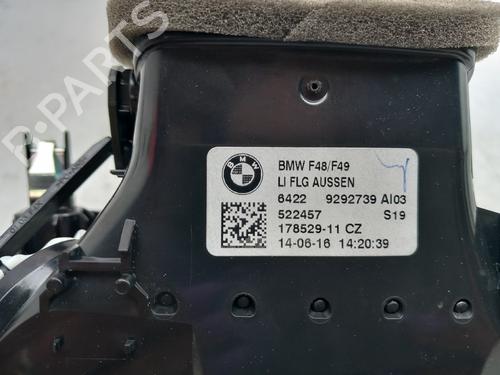 B-PARTS
BMW
BMW F48/F49
LI FLG AUSSEN
6422 9292739 AI03
522457 S19
178529-11 CZ
14-06-16 14:20:39